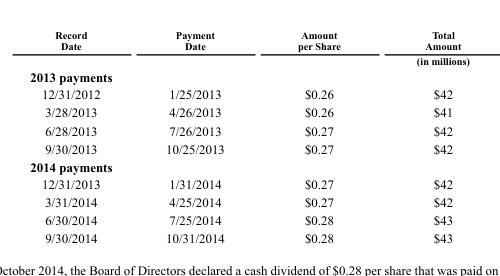 Record Date Payment Date Amount per Share Total Amount
(in millions)
2013 payments
12/31/2012 1/25/2013 $0.26 $42
3/28/2013 4/26/2013 $0.26 $41
6/28/2013 7/26/2013 $0.27 $42
9/30/2013 10/25/2013 $0.27 $42
2014 payments
12/31/2013 1/31/2014 $0.27 $42
3/31/2014 4/25/2014 $0.27 $42
6/30/2014 7/25/2014 $0.28 $43
9/30/2014 10/31/2014 $0.28 $43
October 2014, the Board of Directors declared a cash dividend of $0.28 per share that was paid on